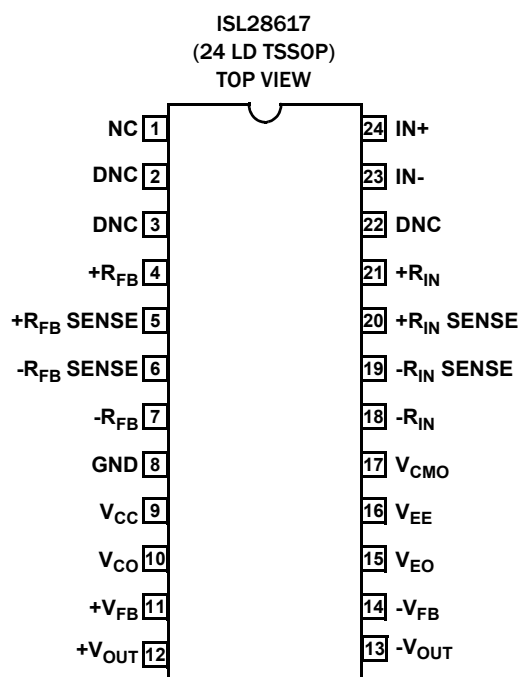 ISL28617
(24 LD TSSOP)
TOP VIEW
NC 1
24 IN+
DNC 2
23 IN-
DNC 3
22 DNC
+RFB 4
21 +RIN
+RFB SENSE 5
20 +RIN SENSE
-RFB SENSE 6
19 -RIN SENSE
-RFB 7
18 -RIN
GND 8
17 VCMO
VCC 9
16 VEE
VCO 10
15 VEO
+VFB 11
14 -VFB
+VOUT 12
13 -VOUT